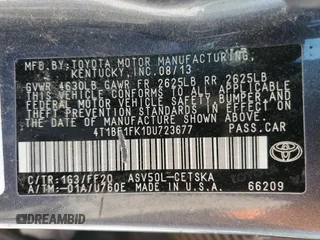 MFD.BY:TOYOTA MOTOR MANUFACTURING,
KENTUCKY,INC.08/13
GVWR 4630LB GAWR FR 2625LB RR 2625LB
THIS VEHICLE CONFORMS TO ALL APPLICABLE
FEDERAL MOTOR VEHICLE SAFETY,BUMPER,AND
THEFT PREVENTION STANDARDS IN EFFECT ON
THE DATE OF MANUFACTURE SHOWN ABOVE.
4T1BF1FK1DU723677 PASS.CAR
C/TR:1G3/FF20 ASV50L-CETSKA
A/TM:-01A/U760E MADE IN U.S.A. 66209
TOYOTA
DREAMBID
DREAMBID